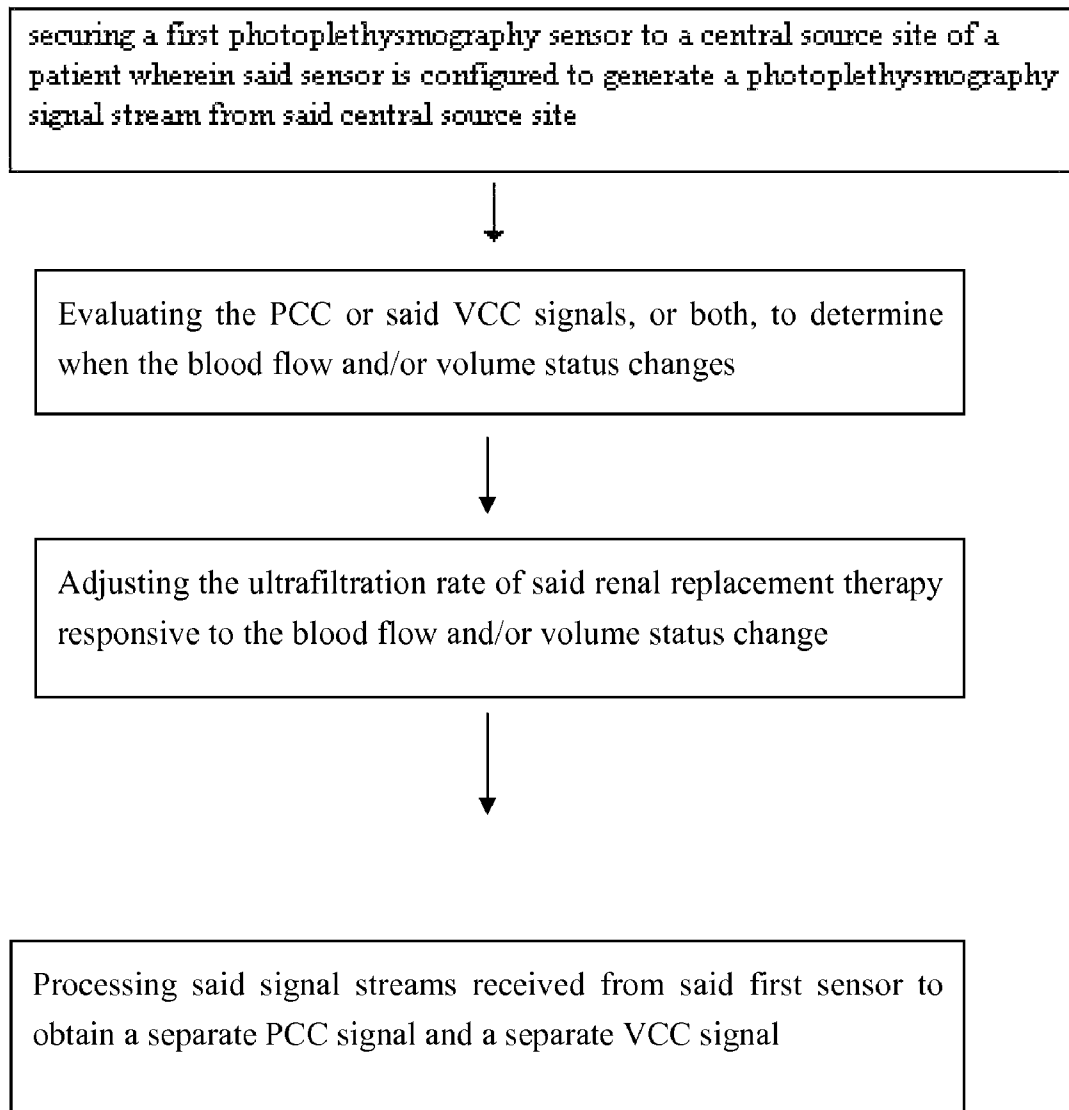 securing a first photoplethysmography sensor to a central source site of a
patient wherein said sensor is configured to generate a photoplethysmography
signal stream from said central source site
Evaluating the PCC or said VCC signals, or both, to determine
when the blood flow and/or volume status changes
Adjusting the ultrafiltration rate of said renal replacement therapy
responsive to the blood flow and/or volume status change
Processing said signal streams received from said first sensor to
obtain a separate PCC signal and a separate VCC signal